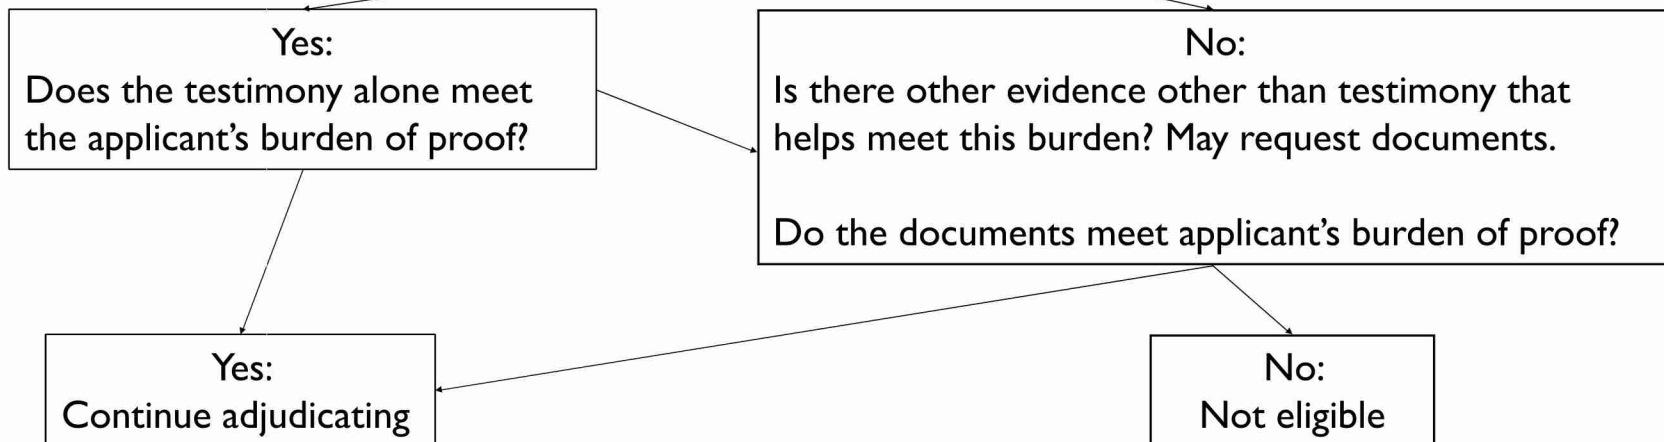 Yes:
Does the testimony alone meet
the applicant’s burden of proof?
No:
Is there other evidence other than testimony that
helps meet this burden? May request documents.
Do the documents meet applicant’s burden of proof?
Yes:
Continue adjudicating
No:
Not eligible